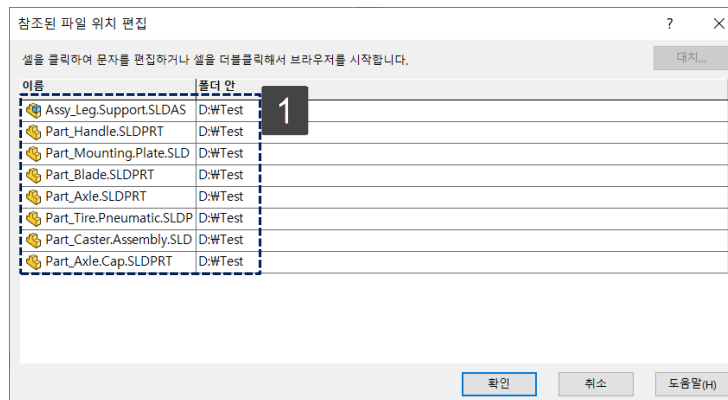 참조된 파일 위치 편집 ? ×
셀을 클릭하여 문자를 편집하거나 셀을 더블클릭해서 브라우저를 시작합니다. 대치...
이름 폴더 안
Assy_Leg.Support.SLDAS D:₩Test 1
Part_Handle.SLDPRT D:₩Test
Part_Mounting.Plate.SLD D:₩Test
Part_Blade.SLDPRT D:₩Test
Part_Axle.SLDPRT D:₩Test
Part_Tire.Pneumatic.SLDP D:₩Test
Part_Caster.Assembly.SLD D:₩Test
Part_Axle.Cap.SLDPRT D:₩Test
확인 취소 도움말(H)